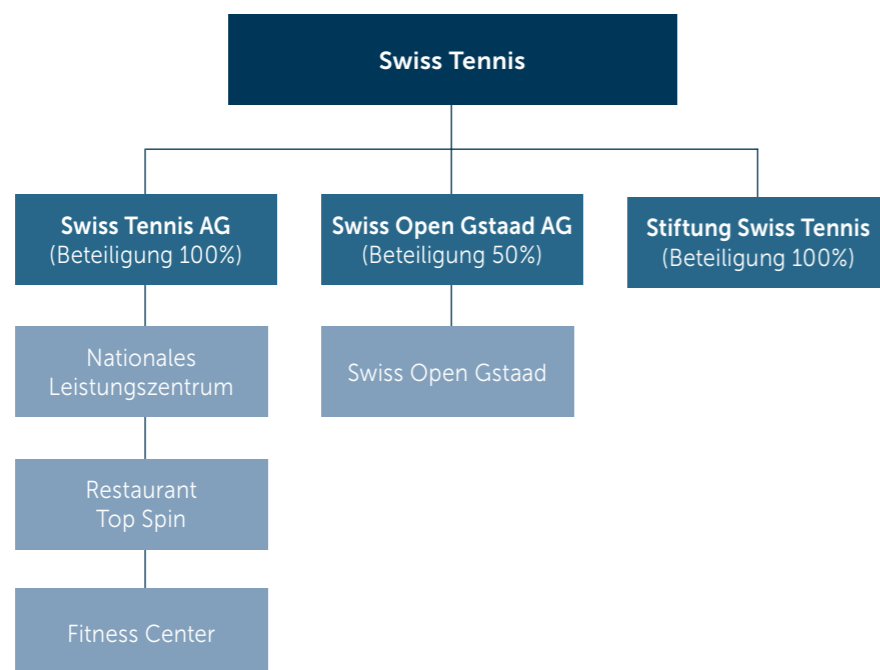 Swiss Tennis
Swiss Tennis AG
(Beteiligung 100%)
Swiss Open Gstaad AG
(Beteiligung 50%)
Stiftung Swiss Tennis
(Beteiligung 100%)
Nationales
Leistungszentrum
Swiss Open Gstaad
Restaurant
Top Spin
Fitness Center